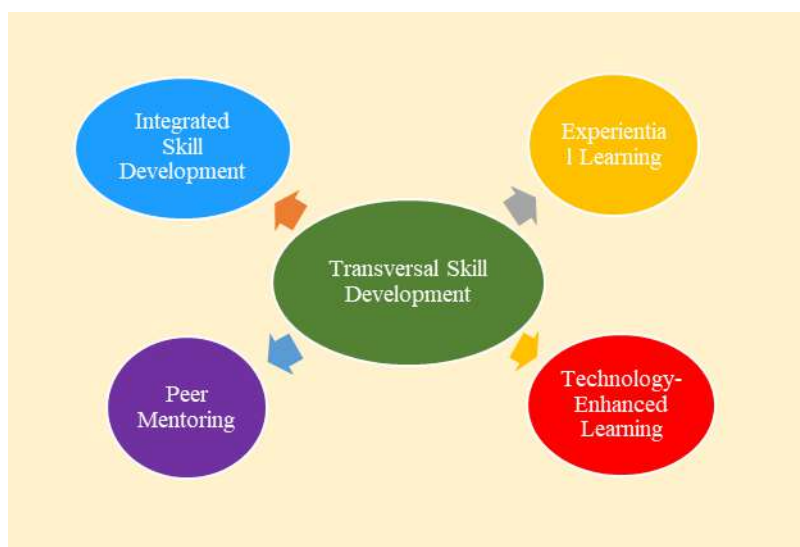 Integrated
Skill
Development
Experientia
l Learning
Transversal Skill
Development
Peer
Mentoring
Technology-
Enhanced
Learning